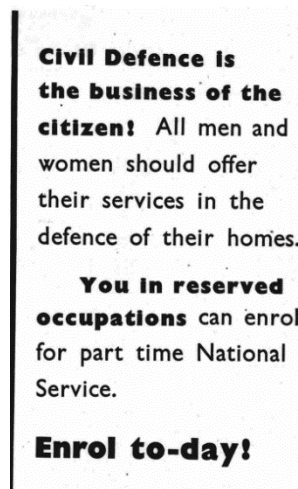 Civil Defence is
the business of the
citizen! All men and
women should offer
their services in the
defence of their homes.
You in reserved
occupations can enrol
for part time National
Service.
Enrol to-day!